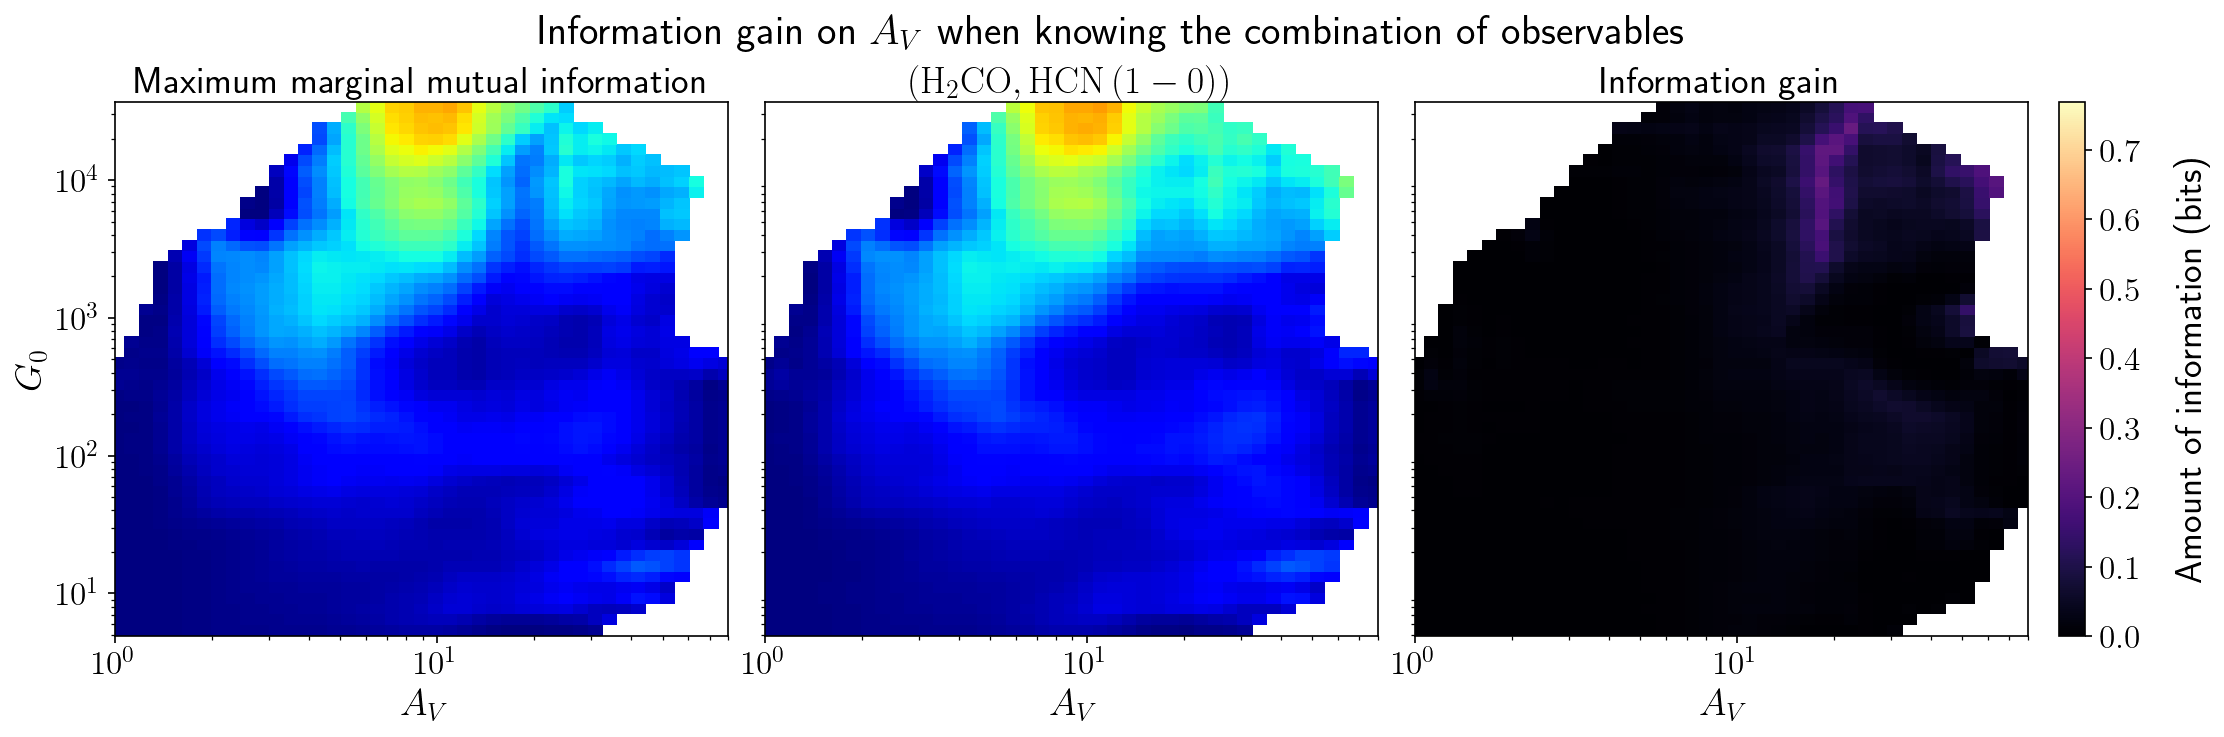 Information gain on $A_V$ when knowing the combination of observables
Maximum marginal mutual information
$(\mathrm{H_2CO}, \mathrm{HCN}\,(1-0))$
Information gain
$G_0$
$10^4$
$10^3$
$10^2$
$10^1$
$10^0$ $10^1$
$A_V$
$10^0$ $10^1$
$A_V$
$10^0$ $10^1$
$A_V$
0.7
0.6
0.5
0.4
0.3
0.2
0.1
0.0
Amount of information (bits)